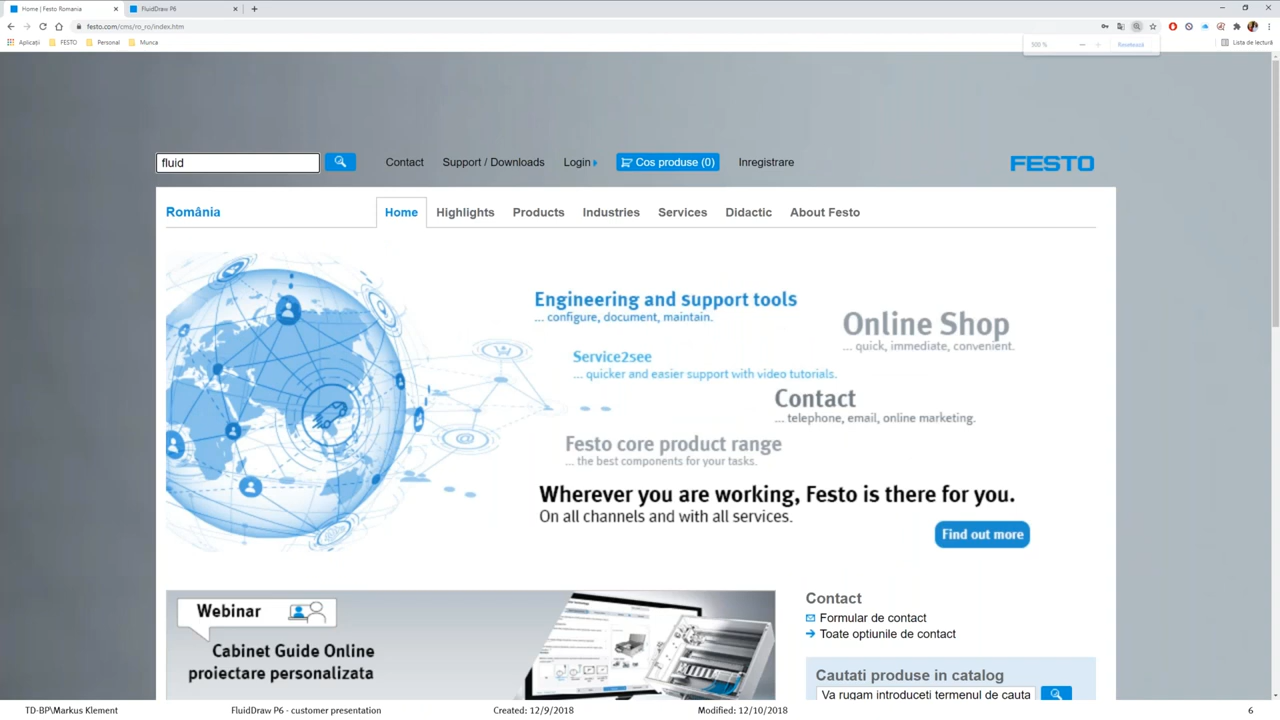 Home | Festo Romania
FluidDraw P6
festo.com/cms/ro_ro/index.htm
Aplicații FESTO Personal Munca
500 %
Resetează
Lista de lectură
fluid
Contact Support / Downloads Login Cos produse (0) Inregistrare
FESTO
România
Home Highlights Products Industries Services Didactic About Festo
Engineering and support tools
... configure, document, maintain.
Online Shop
... quick, immediate, convenient.
Service2see
... quicker and easier support with video tutorials.
Contact
... telephone, email, online marketing.
Festo core product range
... the best components for your tasks.
Wherever you are working, Festo is there for you.
On all channels and with all services.
Find out more
Webinar
Cabinet Guide Online
proiectare personalizata
Contact
Formular de contact
Toate optiunile de contact
Cautati produse in catalog
Va rugam introduceti termenul de cauta
TD-BP\Markus Klement FluidDraw P6 - customer presentation Created: 12/9/2018 Modified: 12/10/2018 6